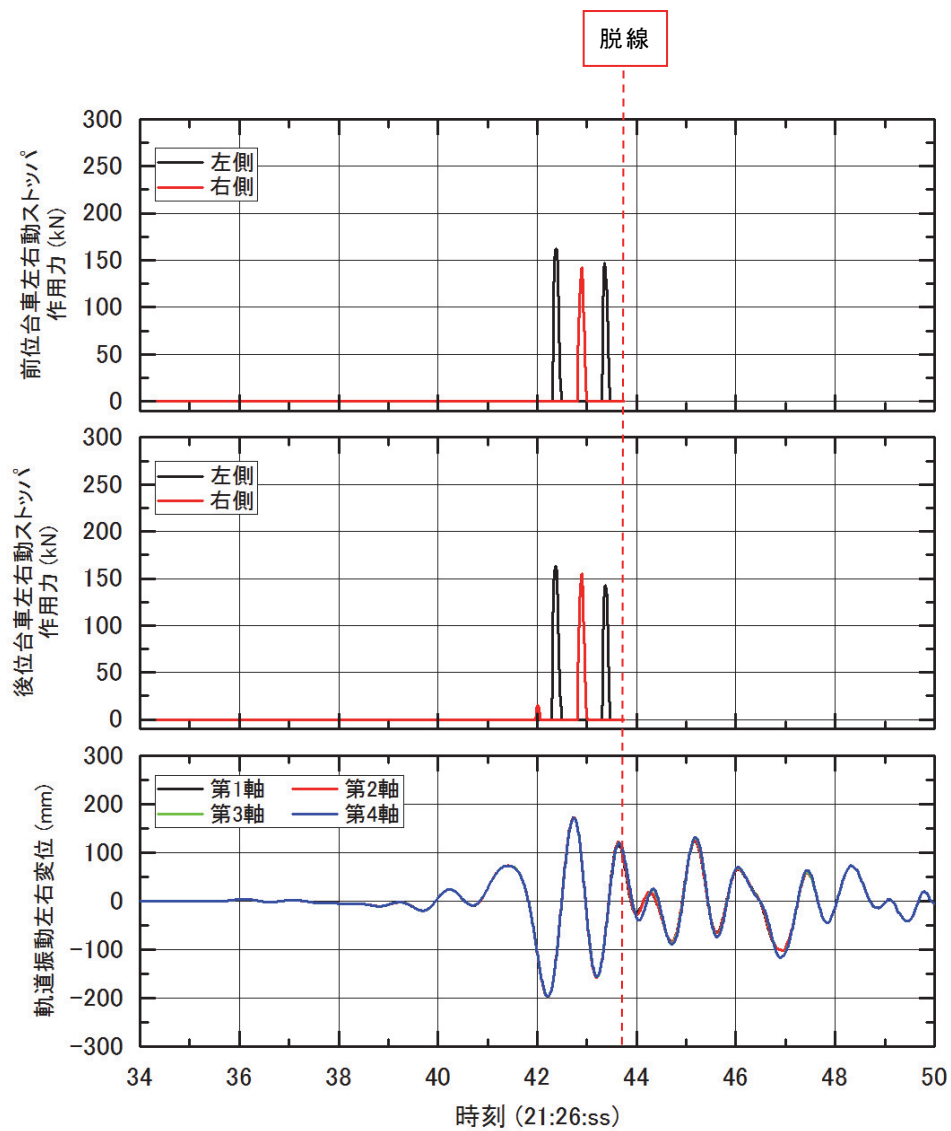 脱線
300
250
200
150
100
50
0
左側
右側
前位台車左右動ストッパ
作用力(kN)
300
250
200
150
100
50
0
左側
右側
後位台車左右動ストッパ
作用力(kN)
300
200
100
0
-100
-200
-300
第1軸 第2軸
第3軸 第4軸
軌道振動左右変位(mm)
34 36 38 40 42 44 46 48 50
時刻(21:26:ss)